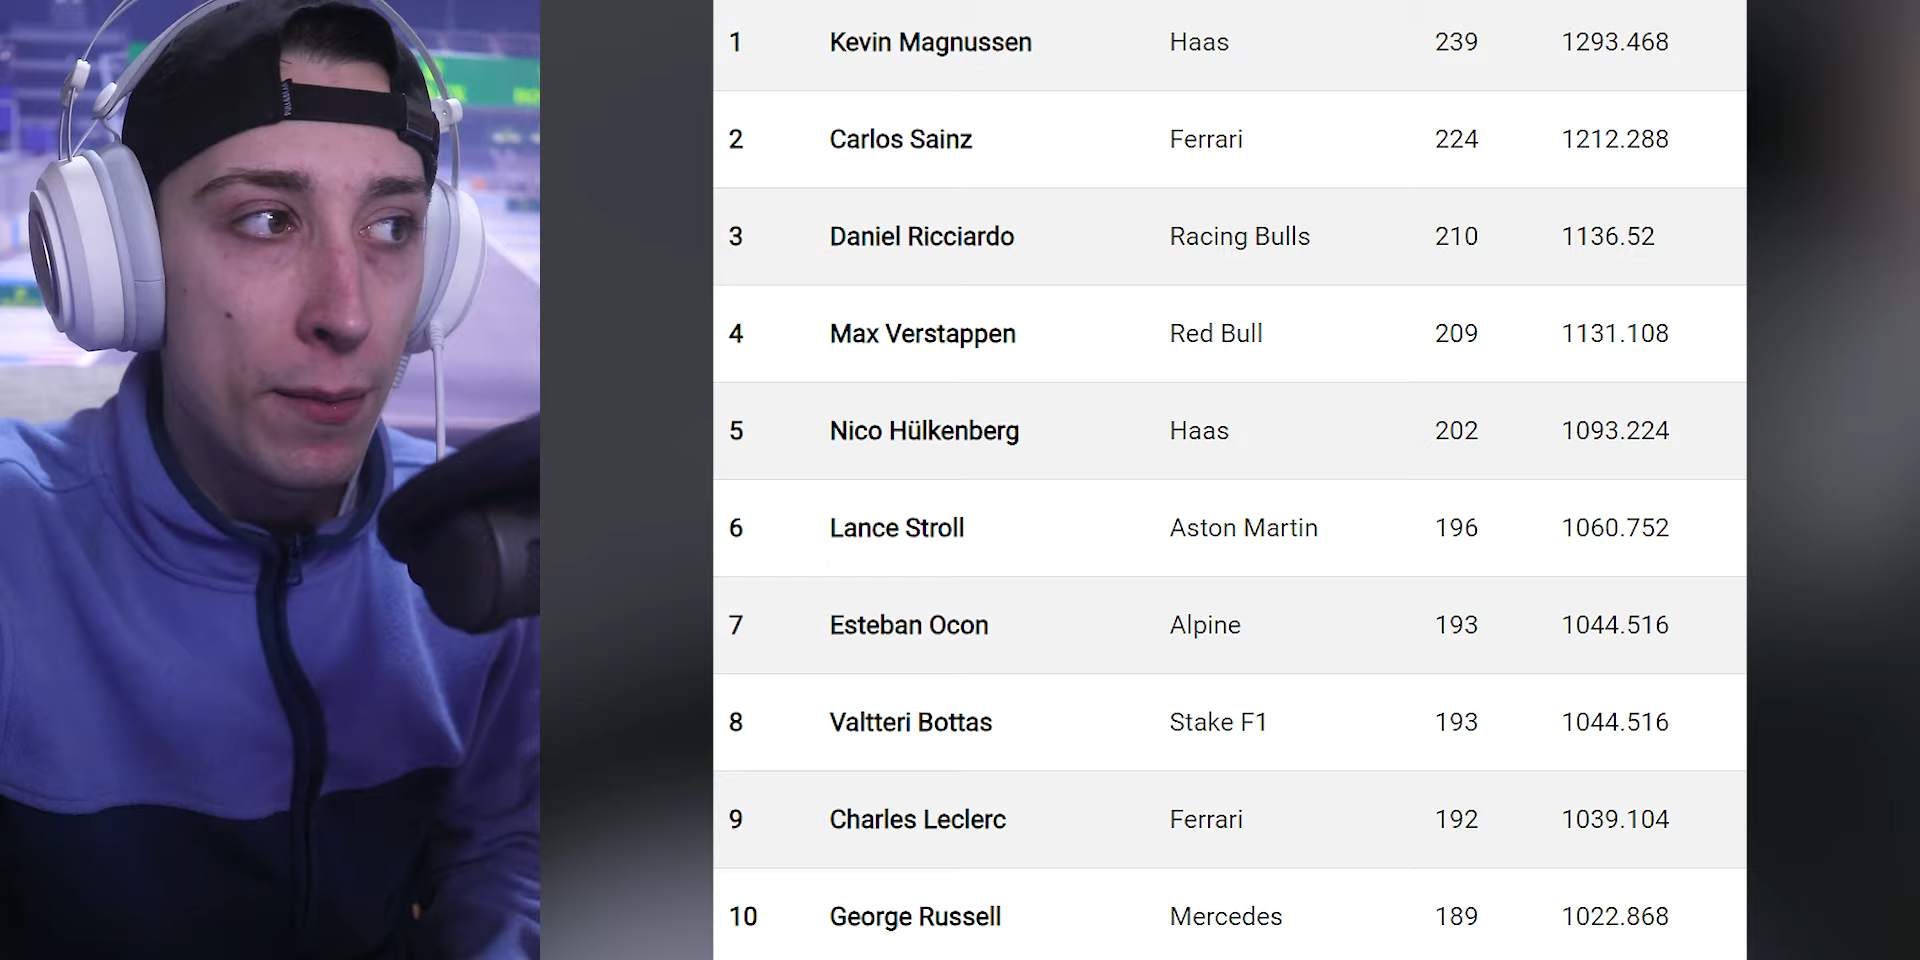 1 Kevin Magnussen Haas 239 1293.468
2 Carlos Sainz Ferrari 224 1212.288
3 Daniel Ricciardo Racing Bulls 210 1136.52
4 Max Verstappen Red Bull 209 1131.108
5 Nico Hülkenberg Haas 202 1093.224
6 Lance Stroll Aston Martin 196 1060.752
7 Esteban Ocon Alpine 193 1044.516
8 Valtteri Bottas Stake F1 193 1044.516
9 Charles Leclerc Ferrari 192 1039.104
10 George Russell Mercedes 189 1022.868